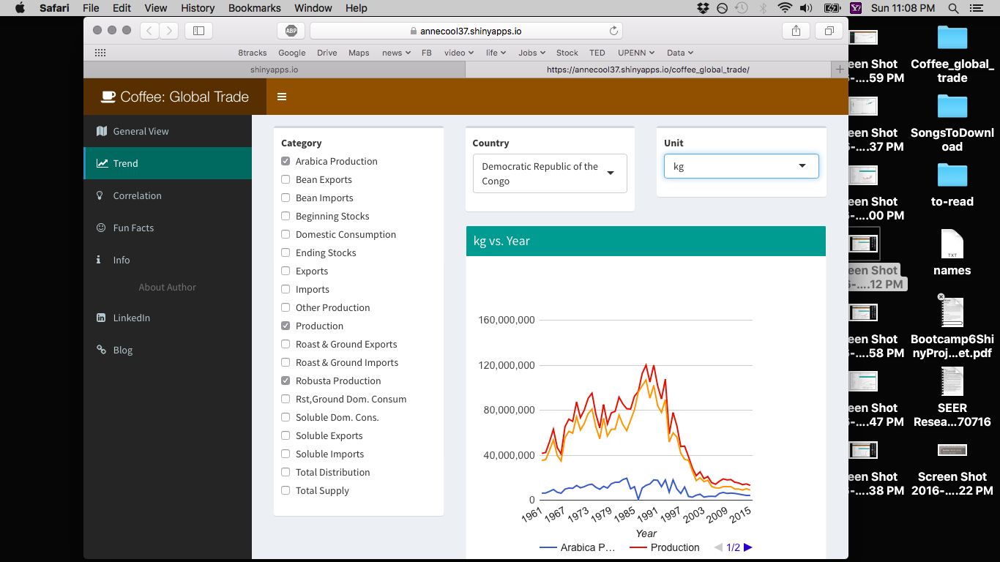 Safari File Edit View History Bookmarks Window Help Sun 11:08 PM
ABP
annecool37.shinyapps.io
8tracks Google Drive Maps news FB video life Jobs Stock TED UPENN Data
shinyapps.io
https://annecool37.shinyapps.io/coffee_global_trade/
Coffee: Global Trade
General View
Trend
Correlation
Fun Facts
Info
About Author
LinkedIn
Blog
Category
Arabica Production
Bean Exports
Bean Imports
Beginning Stocks
Domestic Consumption
Ending Stocks
Exports
Imports
Other Production
Production
Roast & Ground Exports
Roast & Ground Imports
Robusta Production
Rst,Ground Dom. Consum
Soluble Dom. Cons.
Soluble Exports
Soluble Imports
Total Distribution
Total Supply
Country
Democratic Republic of the
Congo
Unit
kg
kg vs. Year
160,000,000
120,000,000
80,000,000
40,000,000
0
1961 1967 1973 1979 1985 1991 1997 2003 2009 2015
Year
Arabica P… Production 1/2
een Shot
-....59 PM
een Shot
-....37 PM
een Shot
-....00 PM
een Shot
-....12 PM
een Shot
-....58 PM
een Shot
-....47 PM
een Shot
-....38 PM
Coffee_global_
trade
SongsToDownl
oad
to-read
TXT
names
Bootcamp6Shi
nyProj...et.pdf
SEER
Resea...70716
Screen Shot
2016-....22 PM